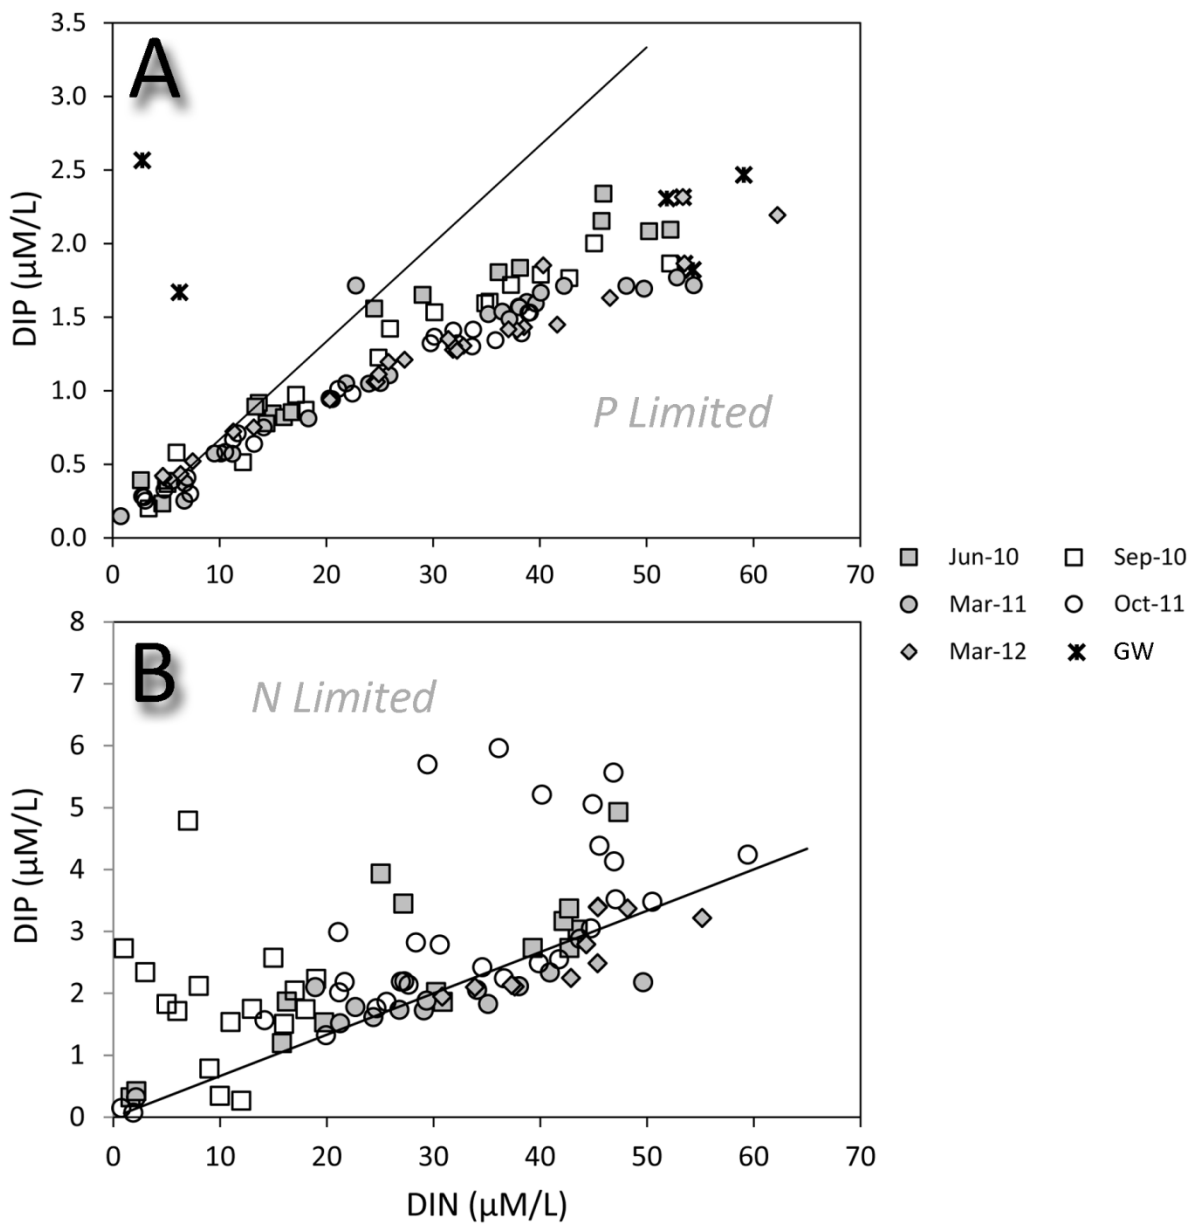 A
3.5
3.0
2.5
2.0
1.5
1.0
0.5
0.0
DIP (µM/L)
P Limited
0 10 20 30 40 50 60 70
Jun-10 Sep-10
Mar-11 Oct-11
Mar-12 GW
B
N Limited
8
7
6
5
4
3
2
1
0
DIP (µM/L)
0 10 20 30 40 50 60 70
DIN (µM/L)